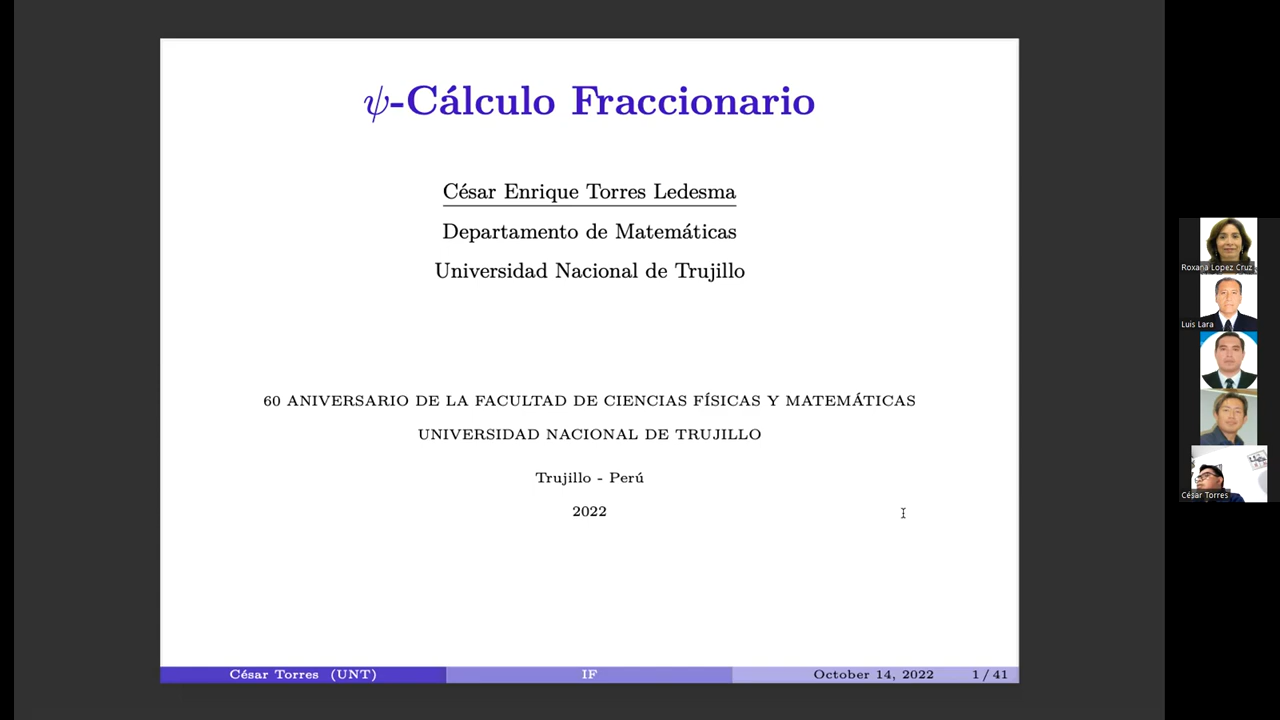 ψ-Cálculo Fraccionario
César Enrique Torres Ledesma
Departamento de Matemáticas
Universidad Nacional de Trujillo
60 ANIVERSARIO DE LA FACULTAD DE CIENCIAS FÍSICAS Y MATEMÁTICAS
UNIVERSIDAD NACIONAL DE TRUJILLO
Trujillo - Perú
2022
César Torres (UNT) IF October 14, 2022 1 / 41
Roxana Lopez Cruz
Luis Lara
César Torres